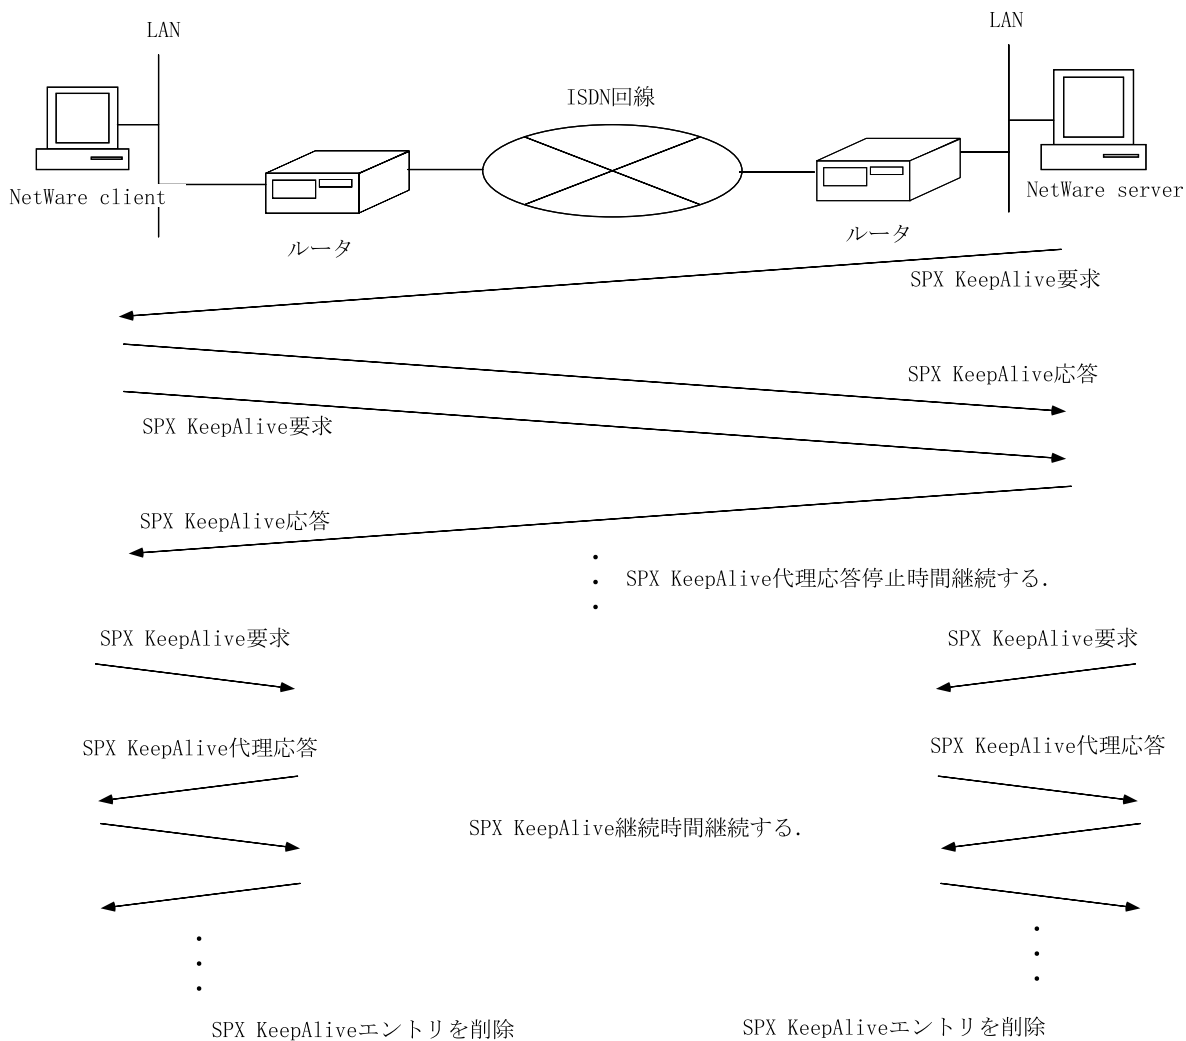 LAN
LAN
ISDN回線
NetWare client
NetWare server
ルータ
ルータ
SPX KeepAlive要求
SPX KeepAlive応答
SPX KeepAlive要求
SPX KeepAlive応答
SPX KeepAlive代理応答停止時間継続する.
SPX KeepAlive要求
SPX KeepAlive要求
SPX KeepAlive代理応答
SPX KeepAlive代理応答
SPX KeepAlive継続時間継続する.
SPX KeepAliveエントリを削除
SPX KeepAliveエントリを削除